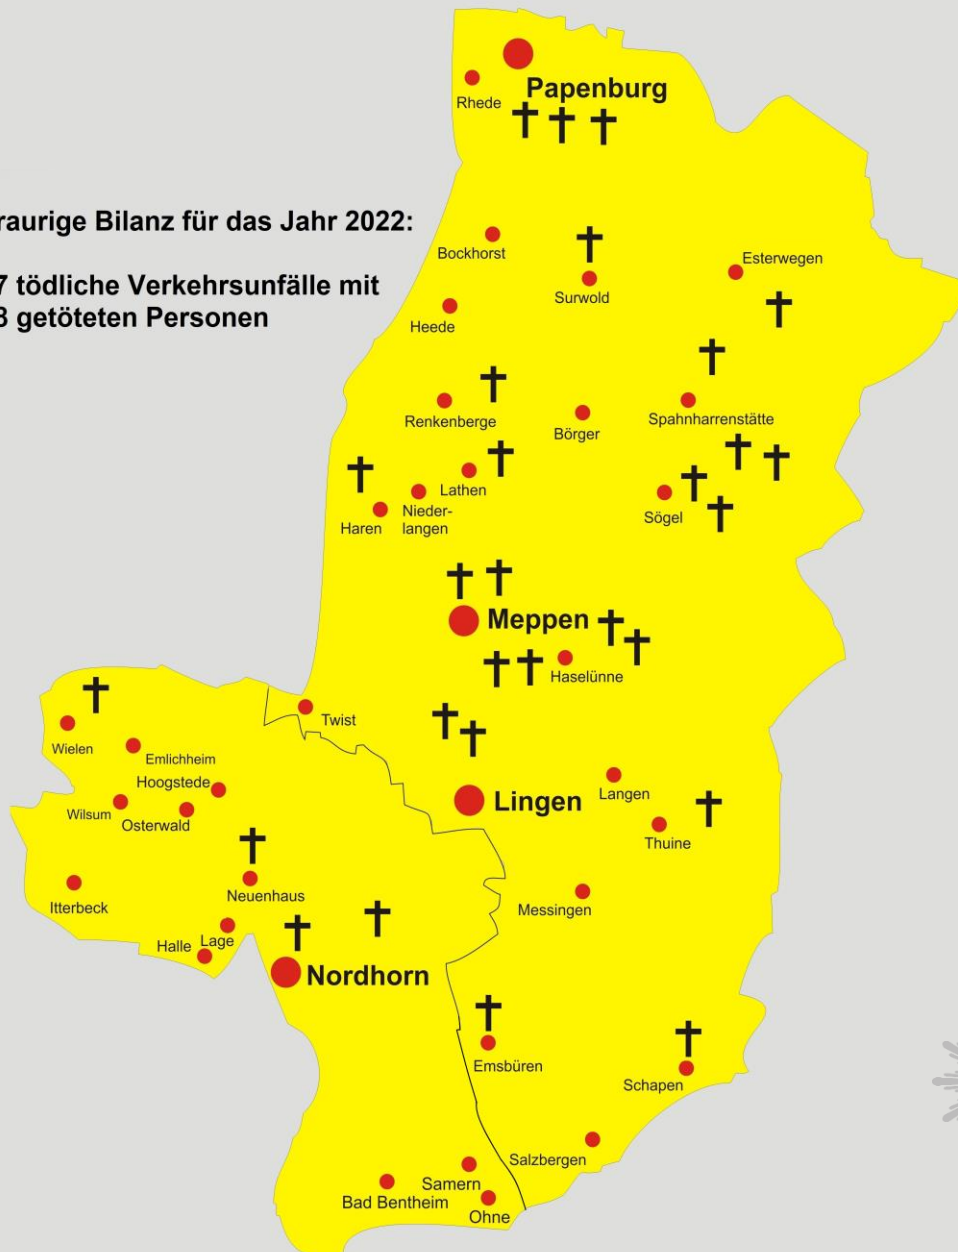 Papenburg
Rhede
raurige Bilanz für das Jahr 2022:
Bockhorst
Esterwegen
7 tödliche Verkehrsunfälle mit
Surwold
getöteten Personen
Heede
Renkenberge
Börger
Spahnharrenstätte
Lathen
Nieder-
langen
Haren
Sögel
Meppen
Haselünne
Twist
Wielen
Emlichheim
Hoogstede
Langen
Lingen
Wilsum
Osterwald
Thuine
Itterbeck
Neuenhaus
Messingen
Halle
Lage
Nordhorn
Emsbüren
Schapen
Salzbergen
Samern
Bad Bentheim
Ohne